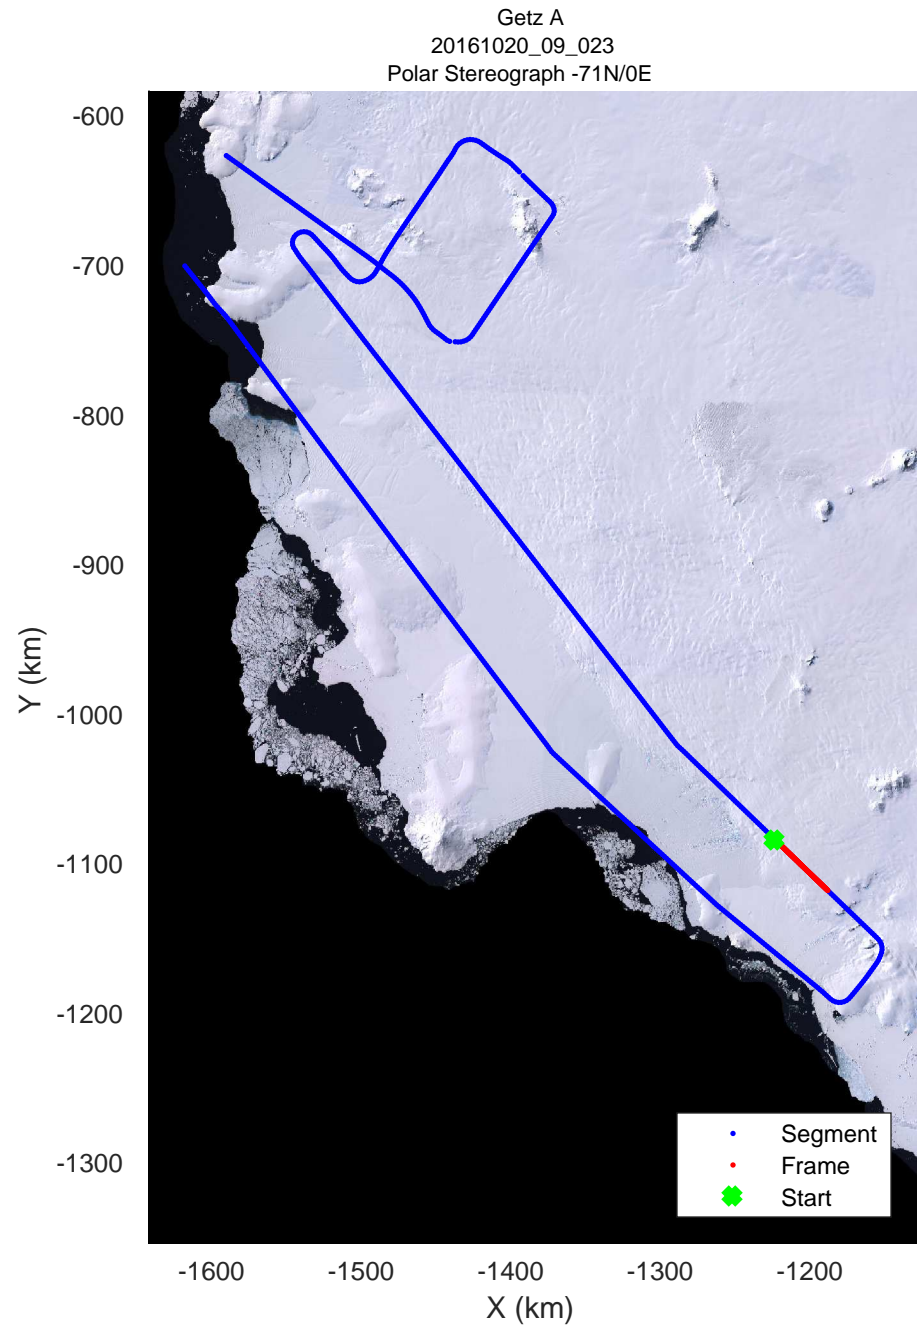 Getz A
20161020_09_023
Polar Stereograph -71N/0E
-600
-700
-800
-900
-1000
-1100
-1200
-1300
Y (km)
Segment
Frame
Start
-1600 -1500 -1400 -1300 -1200
X (km)